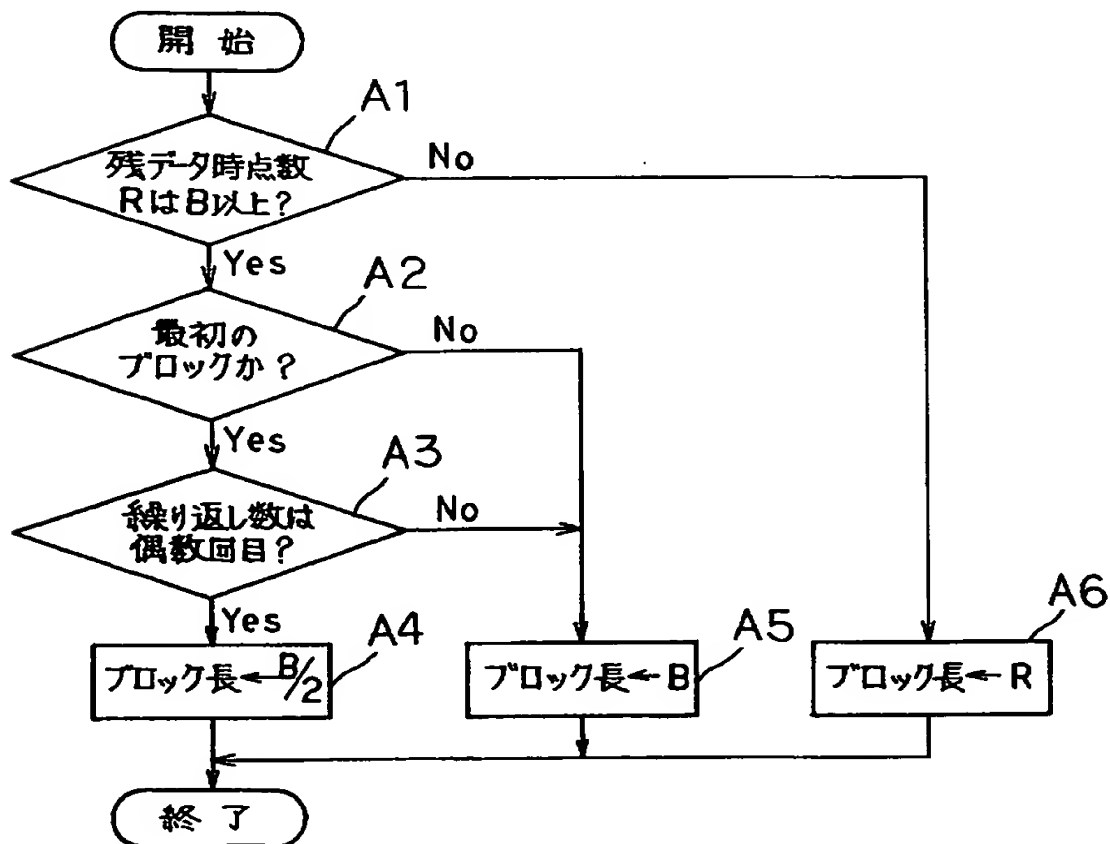 開始
A1
残データ時点数
RはB以上?
No
Yes
A2
最初の
ブロックか?
No
Yes
A3
繰り返し数は
偶数回目?
No
Yes
A4
ブロック長←B/2
A5
ブロック長←B
A6
ブロック長←R
終了